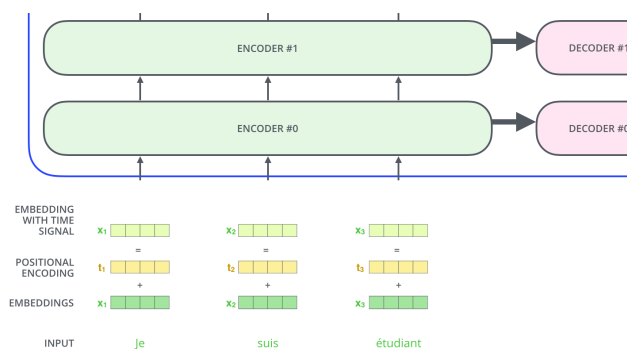 ENCODER #1
DECODER #1
ENCODER #0
DECODER #0
EMBEDDING
WITH TIME
SIGNAL
x1
x2
x3
= = =
POSITIONAL
ENCODING
t1
t2
t3
+ + +
EMBEDDINGS
x1
x2
x3
INPUT
Je
suis
étudiant